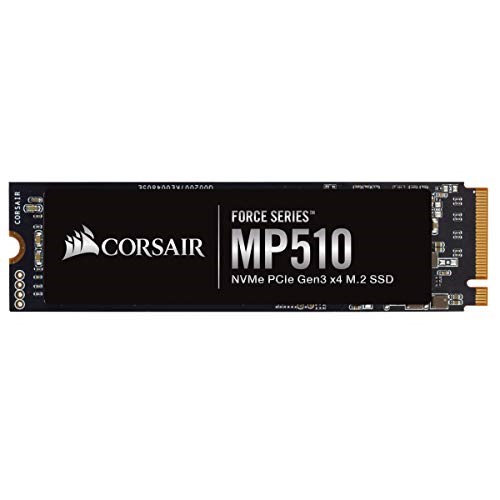 CORSAIR
CORSAIR
FORCE SERIES™
MP510
NVMe PCIe Gen3 x4 M.2 SSD